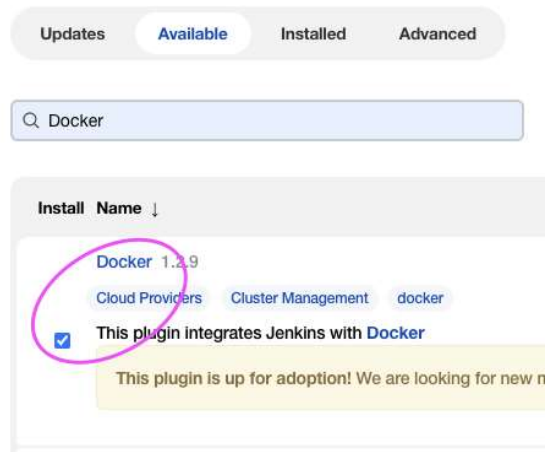 Updates Available Installed Advanced
Docker
Install Name ↓
Docker 1.2.9
Cloud Providers Cluster Management docker
This plugin integrates Jenkins with Docker
This plugin is up for adoption! We are looking for new